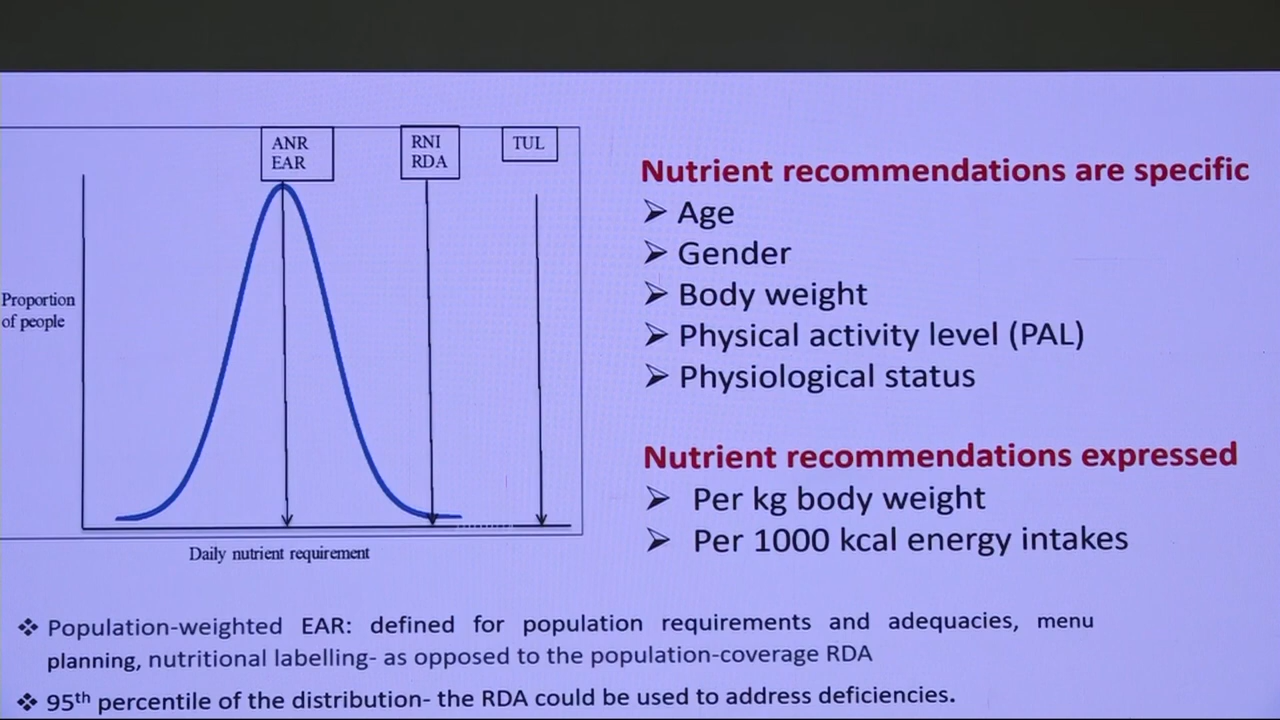 ANR
EAR
RNI
RDA
TUL
Proportion
of people
Daily nutrient requirement
Nutrient recommendations are specific
➢ Age
➢ Gender
➢ Body weight
➢ Physical activity level (PAL)
➢ Physiological status
Nutrient recommendations expressed
➢ Per kg body weight
➢ Per 1000 kcal energy intakes
❖ Population-weighted EAR: defined for population requirements and adequacies, menu
planning, nutritional labelling- as opposed to the population-coverage RDA
❖ 95th percentile of the distribution- the RDA could be used to address deficiencies.